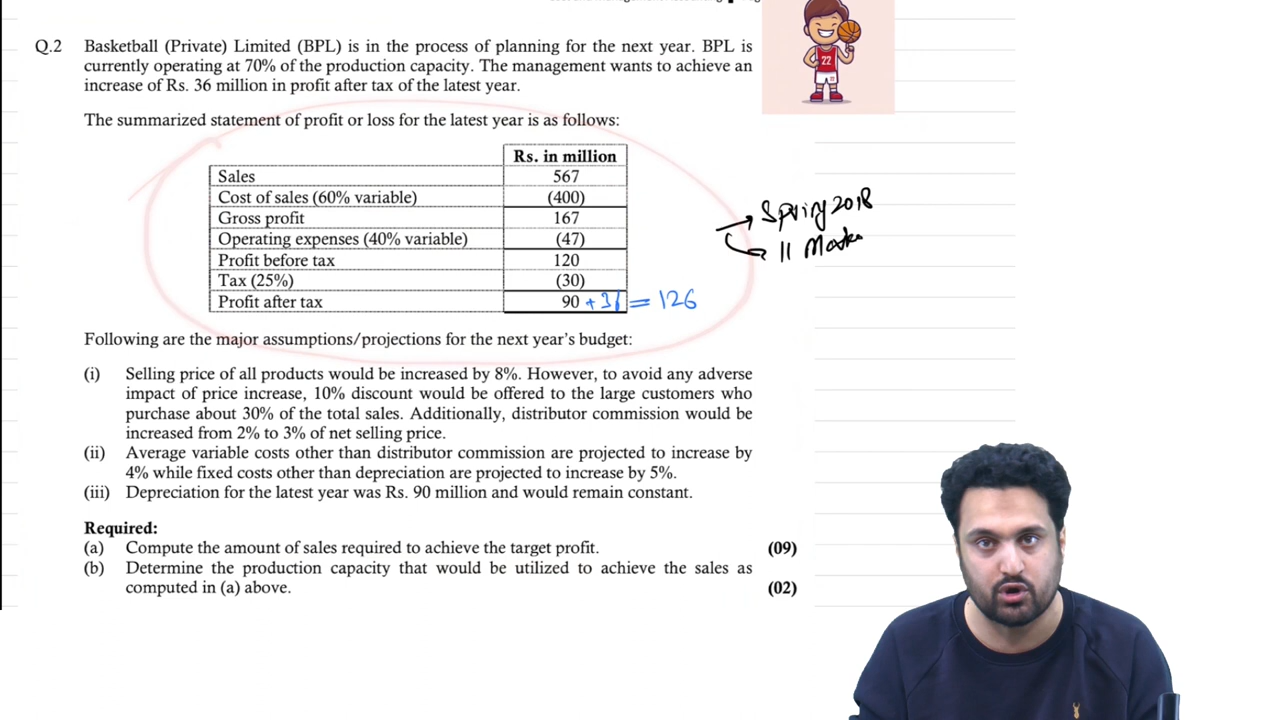 Q.2 Basketball (Private) Limited (BPL) is in the process of planning for the next year. BPL is
currently operating at 70% of the production capacity. The management wants to achieve an
increase of Rs. 36 million in profit after tax of the latest year.
The summarized statement of profit or loss for the latest year is as follows:
Rs. in million
Sales 567
Cost of sales (60% variable) (400)
Gross profit 167
Operating expenses (40% variable) (47)
Profit before tax 120
Tax (25%) (30)
Profit after tax 90 + 36 = 126
Spring 2018
11 Marks
22
Following are the major assumptions/projections for the next year's budget:
(i) Selling price of all products would be increased by 8%. However, to avoid any adverse
impact of price increase, 10% discount would be offered to the large customers who
purchase about 30% of the total sales. Additionally, distributor commission would be
increased from 2% to 3% of net selling price.
(ii) Average variable costs other than distributor commission are projected to increase by
4% while fixed costs other than depreciation are projected to increase by 5%.
(iii) Depreciation for the latest year was Rs. 90 million and would remain constant.
Required:
(a) Compute the amount of sales required to achieve the target profit. (09)
(b) Determine the production capacity that would be utilized to achieve the sales as
computed in (a) above. (02)